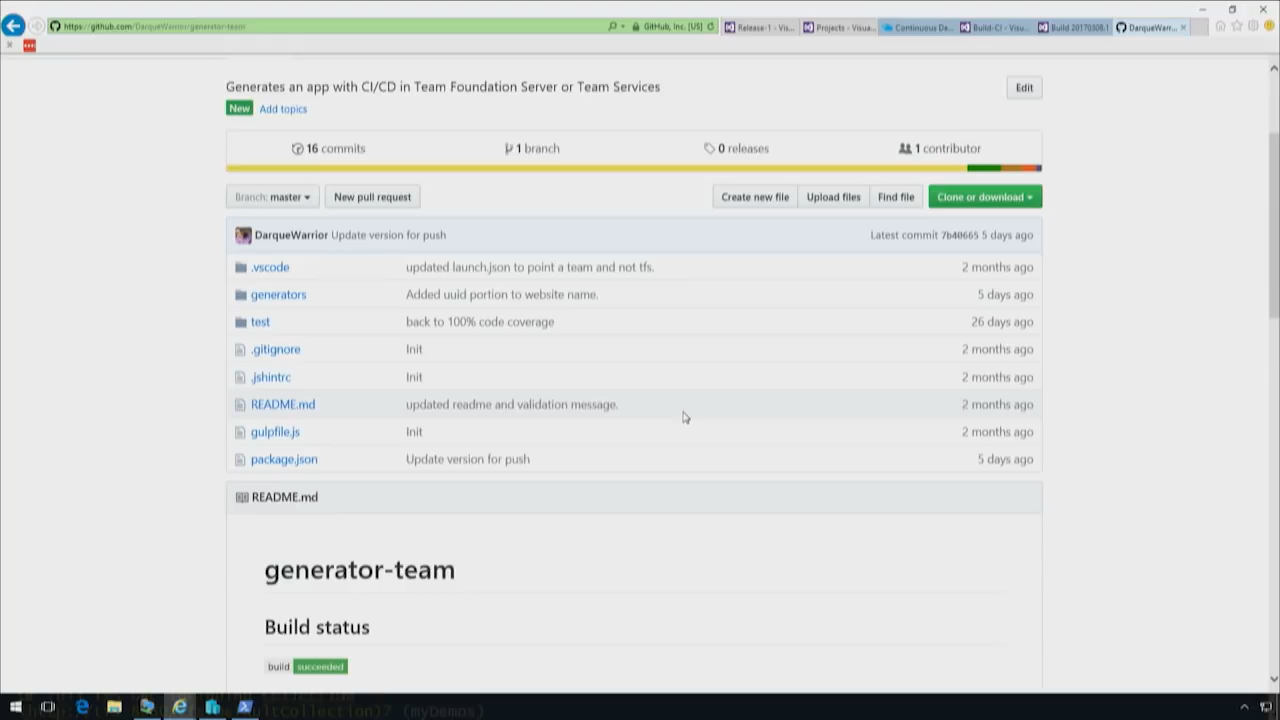 https://github.com/DarqueWarrior/generator-team
GitHub, Inc. [US]
Release-1 - Vis...
Projects - Visua...
Continuous De...
Build-CI - Visu...
Build 20170308.1
DarqueWarr...
Generates an app with CI/CD in Team Foundation Server or Team Services
Edit
New Add topics
16 commits 1 branch 0 releases 1 contributor
Branch: master New pull request Create new file Upload files Find file Clone or download
DarqueWarrior Update version for push Latest commit 7b40665 5 days ago
.vscode updated launch.json to point a team and not tfs. 2 months ago
generators Added uuid portion to website name. 5 days ago
test back to 100% code coverage 26 days ago
.gitignore Init 2 months ago
.jshintrc Init 2 months ago
README.md updated readme and validation message. 2 months ago
gulpfile.js Init 2 months ago
package.json Update version for push 5 days ago
README.md
generator-team
Build status
build succeeded
(myDemos)